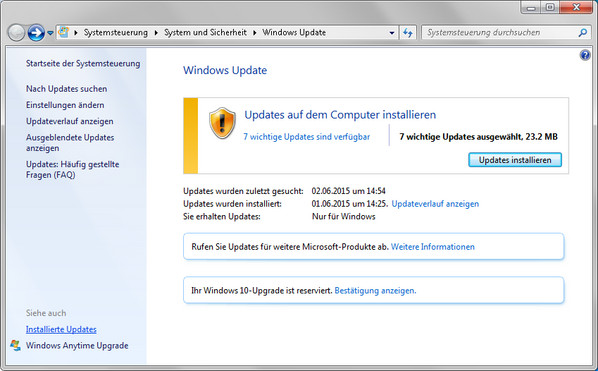 Systemsteuerung ▸ System und Sicherheit ▸ Windows Update
Systemsteuerung durchsuchen
Startseite der Systemsteuerung
Nach Updates suchen
Einstellungen ändern
Updateverlauf anzeigen
Ausgeblendete Updates
anzeigen
Updates: Häufig gestellte
Fragen (FAQ)
Siehe auch
Installierte Updates
Windows Anytime Upgrade
Windows Update
Updates auf dem Computer installieren
7 wichtige Updates sind verfügbar
7 wichtige Updates ausgewählt, 23.2 MB
Updates installieren
Updates wurden zuletzt gesucht: 02.06.2015 um 14:54
Updates wurden installiert: 01.06.2015 um 14:25. Updateverlauf anzeigen
Sie erhalten Updates: Nur für Windows
Rufen Sie Updates für weitere Microsoft-Produkte ab. Weitere Informationen
Ihr Windows 10-Upgrade ist reserviert. Bestätigung anzeigen.